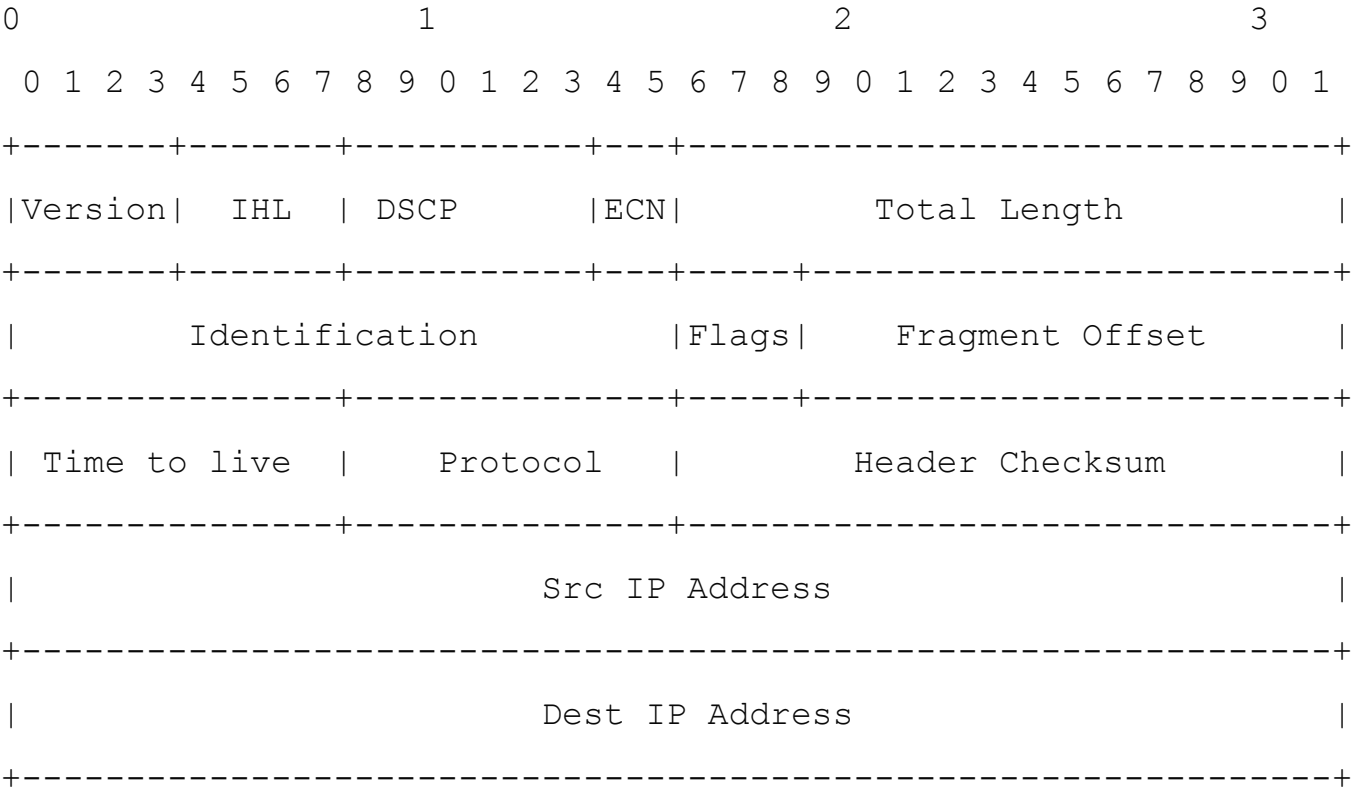 0                   1                   2                   3
 0 1 2 3 4 5 6 7 8 9 0 1 2 3 4 5 6 7 8 9 0 1 2 3 4 5 6 7 8 9 0 1
+-------+-------+-----------+---+-------------------------------+
|Version|  IHL  | DSCP      |ECN|         Total Length          |
+-------+-------+-----------+---+-----+-------------------------+
|        Identification         |Flags|    Fragment Offset      |
+---------------+---------------+-----+-------------------------+
| Time to live  |    Protocol   |        Header Checksum        |
+---------------+---------------+-------------------------------+
|                         Src IP Address                        |
+---------------------------------------------------------------+
|                         Dest IP Address                       |
+---------------------------------------------------------------+